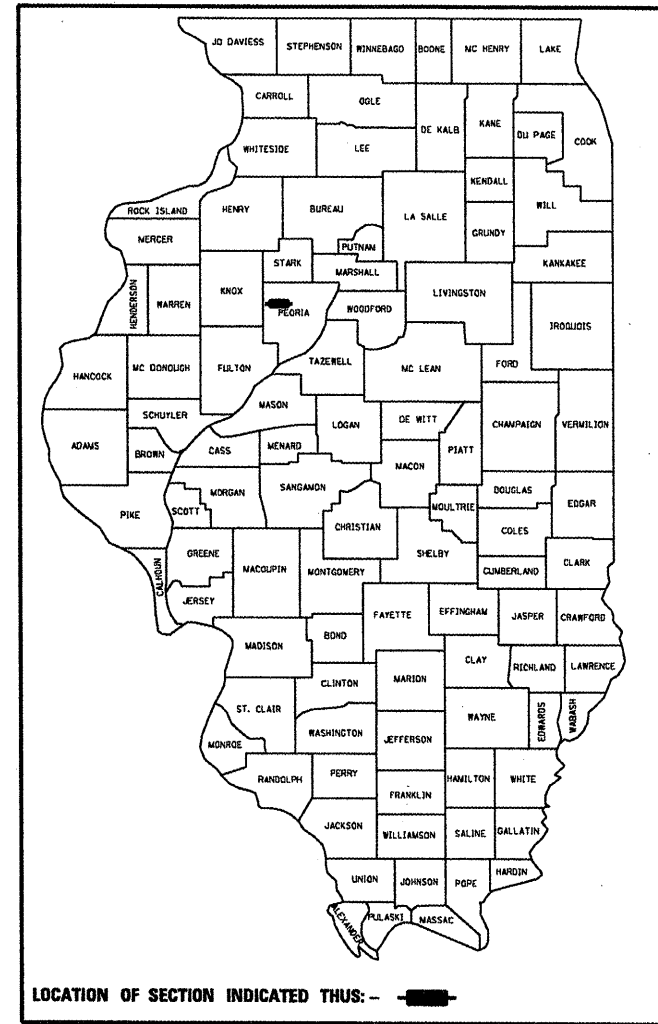 JO DAVIESS STEPHENSON WINNEBAGO BOONE MC HENRY LAKE
CARROLL OGLE DE KALB KANE DU PAGE COOK
WHITESIDE LEE KENDALL WILL
ROCK ISLAND HENRY BUREAU LA SALLE GRUNDY
MERCER PUTNAM KANKAKEE
HENDERSON WARREN KNOX STARK MARSHALL LIVINGSTON
PEORIA WOODFORD IROQUOIS
HANCOCK MC DONOUGH FULTON TAZEWELL MC LEAN FORD
SCHUYLER MASON LOGAN DE WITT CHAMPAIGN VERMILION
ADAMS BROWN CASS MENARD MACON PIATT
PIKE SCOTT MORGAN SANGAMON MOULTRIE DOUGLAS EDGAR
CHRISTIAN COLES
CALHOUN GREENE MACOUPIN MONTGOMERY SHELBY CUMBERLAND CLARK
JERSEY FAYETTE EFFINGHAM JASPER CRAWFORD
MADISON BOND CLAY RICHLAND LAWRENCE
CLINTON MARION
ST. CLAIR WASHINGTON JEFFERSON WAYNE EDWARDS WABASH
MONROE RANDOLPH PERRY HAMILTON WHITE
FRANKLIN
JACKSON WILLIAMSON SALINE GALLATIN
UNION JOHNSON POPE HARDIN
ALEXANDER PULASKI MASSAC
LOCATION OF SECTION INDICATED THUS: -